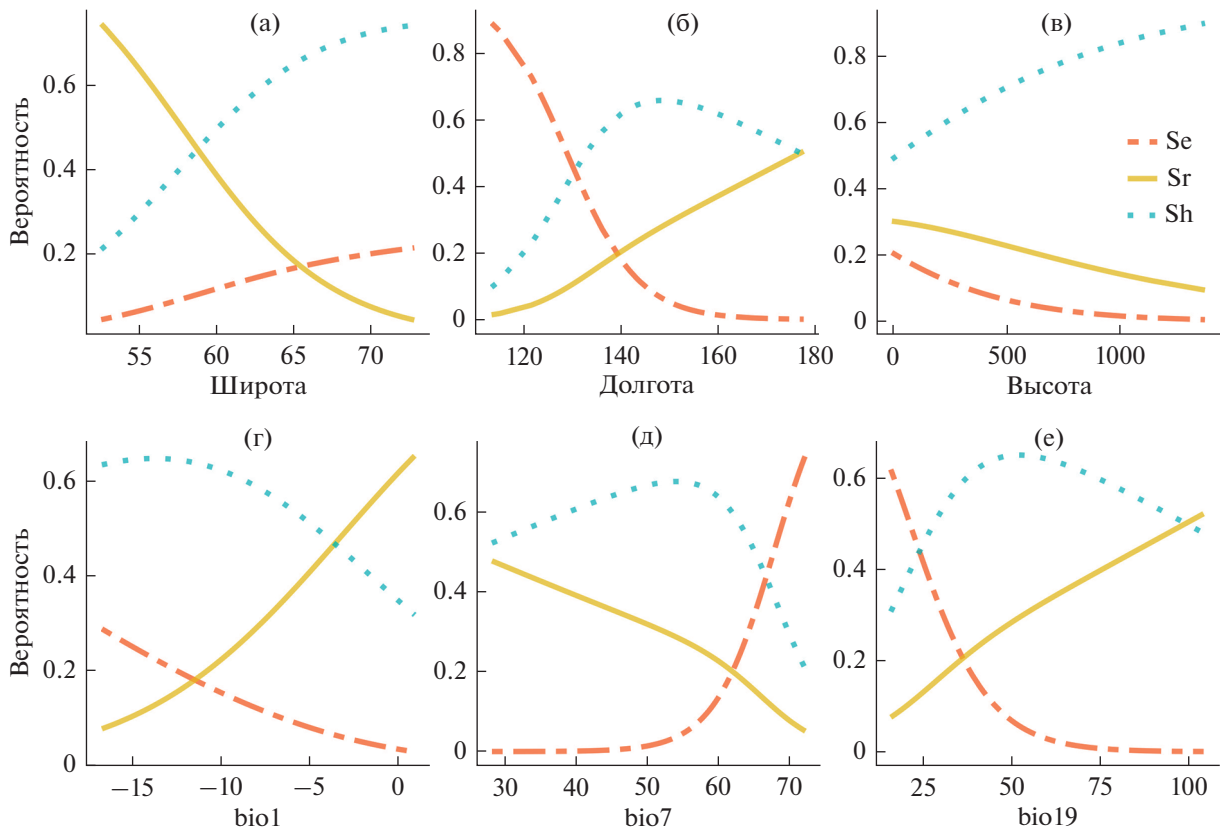 (а)
Вероятность
0.6
0.4
0.2
55 60 65 70
Широта
(б)
0.8
0.6
0.4
0.2
0
120 140 160 180
Долгота
(в)
0.8
0.6
0.4
0.2
0
0 500 1000
Высота
Se
Sr
Sh
(г)
Вероятность
0.6
0.4
0.2
0
−15 −10 −5 0
bio1
(д)
0.6
0.4
0.2
0
30 40 50 60 70
bio7
(е)
0.6
0.4
0.2
0
25 50 75 100
bio19